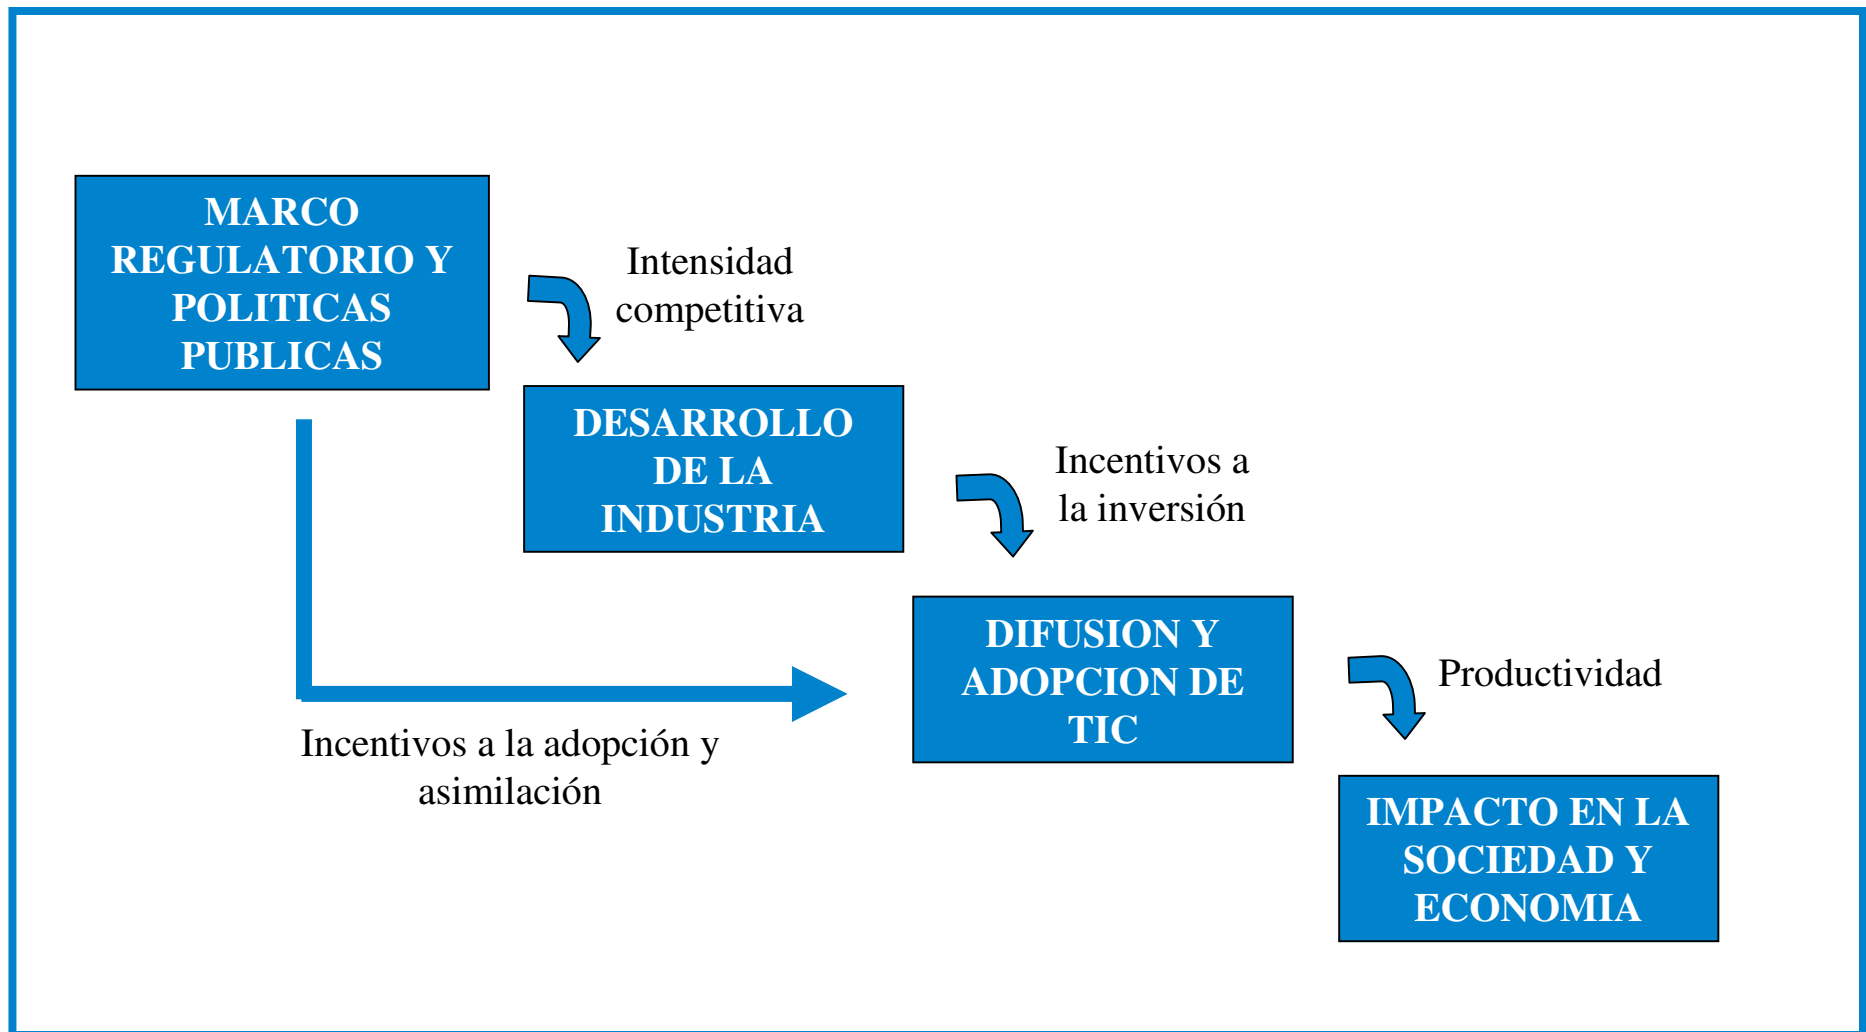 MARCO
REGULATORIO Y
POLITICAS
PUBLICAS
Intensidad
competitiva
DESARROLLO
DE LA
INDUSTRIA
Incentivos a
la inversión
DIFUSION Y
ADOPCION DE
TIC
Productividad
Incentivos a la adopción y
asimilación
IMPACTO EN LA
SOCIEDAD Y
ECONOMIA